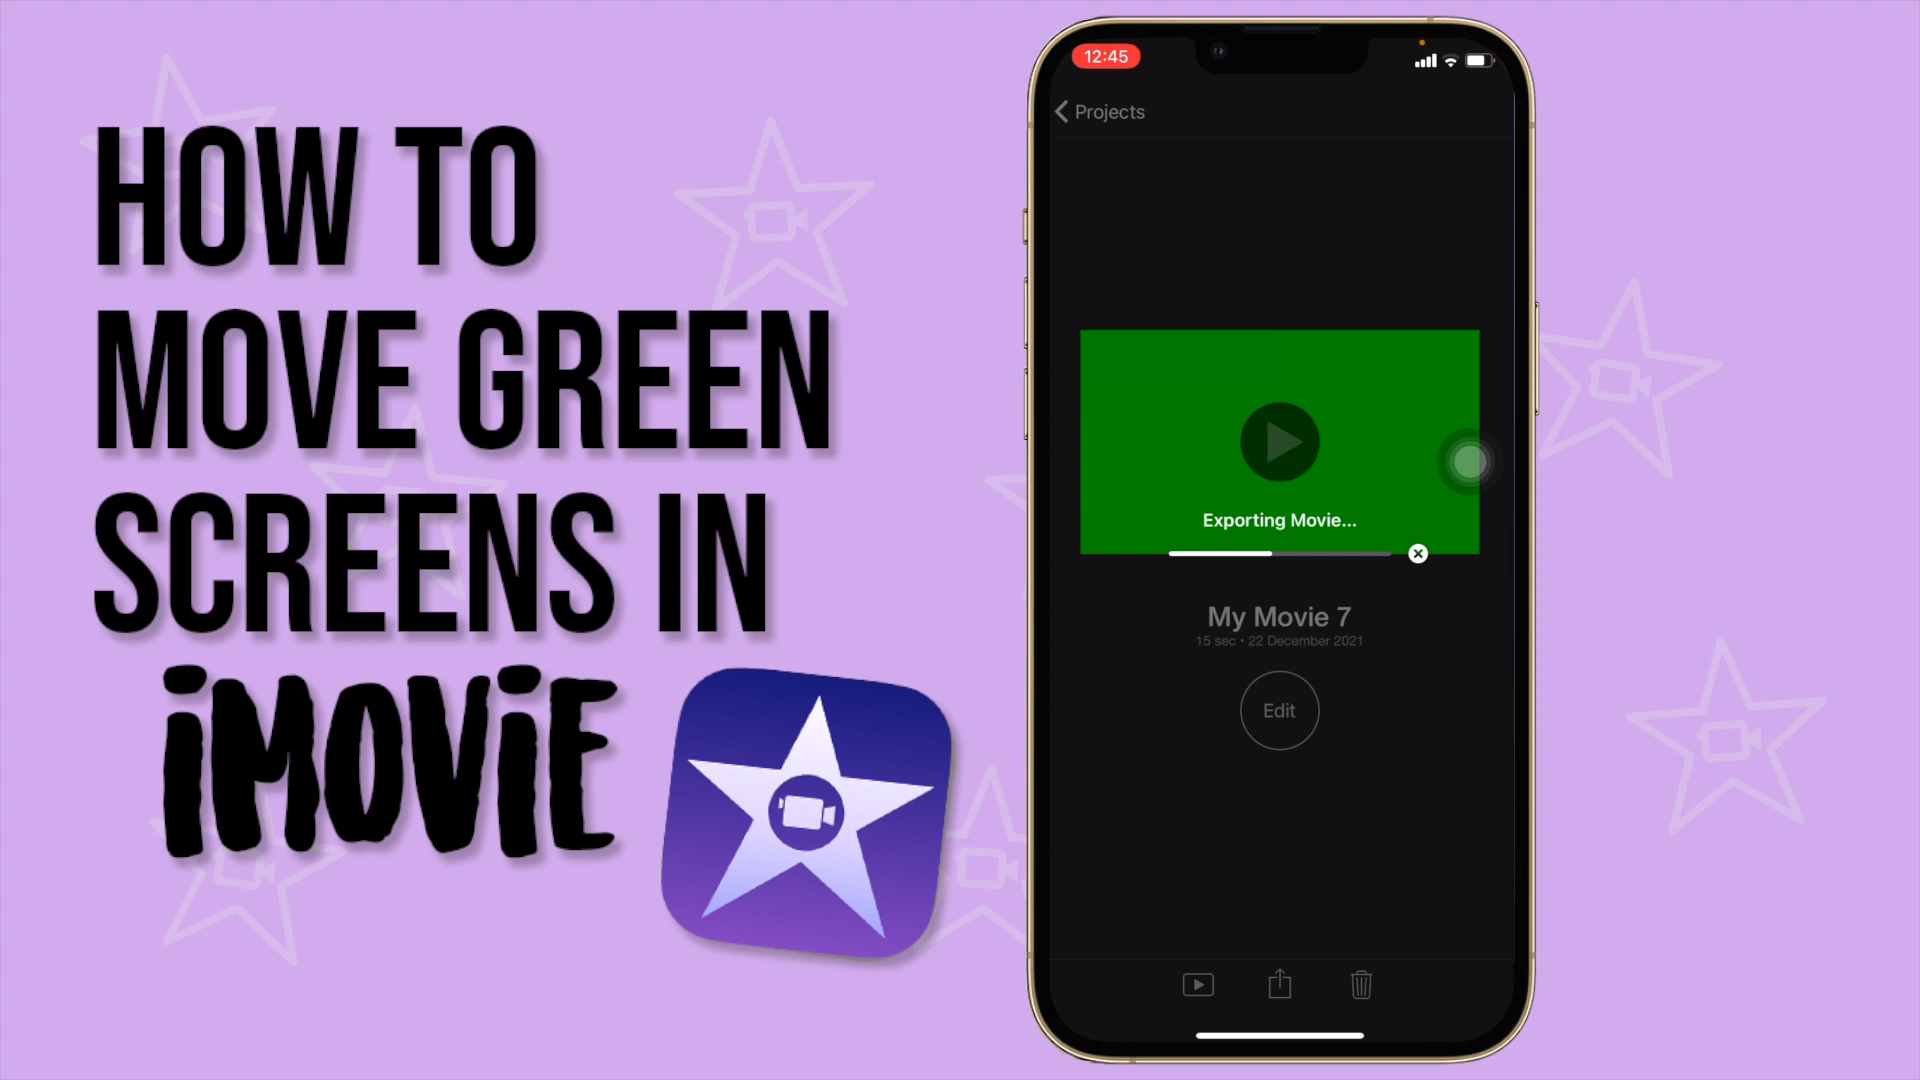 HOW TO
MOVE GREEN
SCREENS IN
iMOViE
12:45
Projects
Exporting Movie...
My Movie 7
15 sec • 22 December 2021
Edit